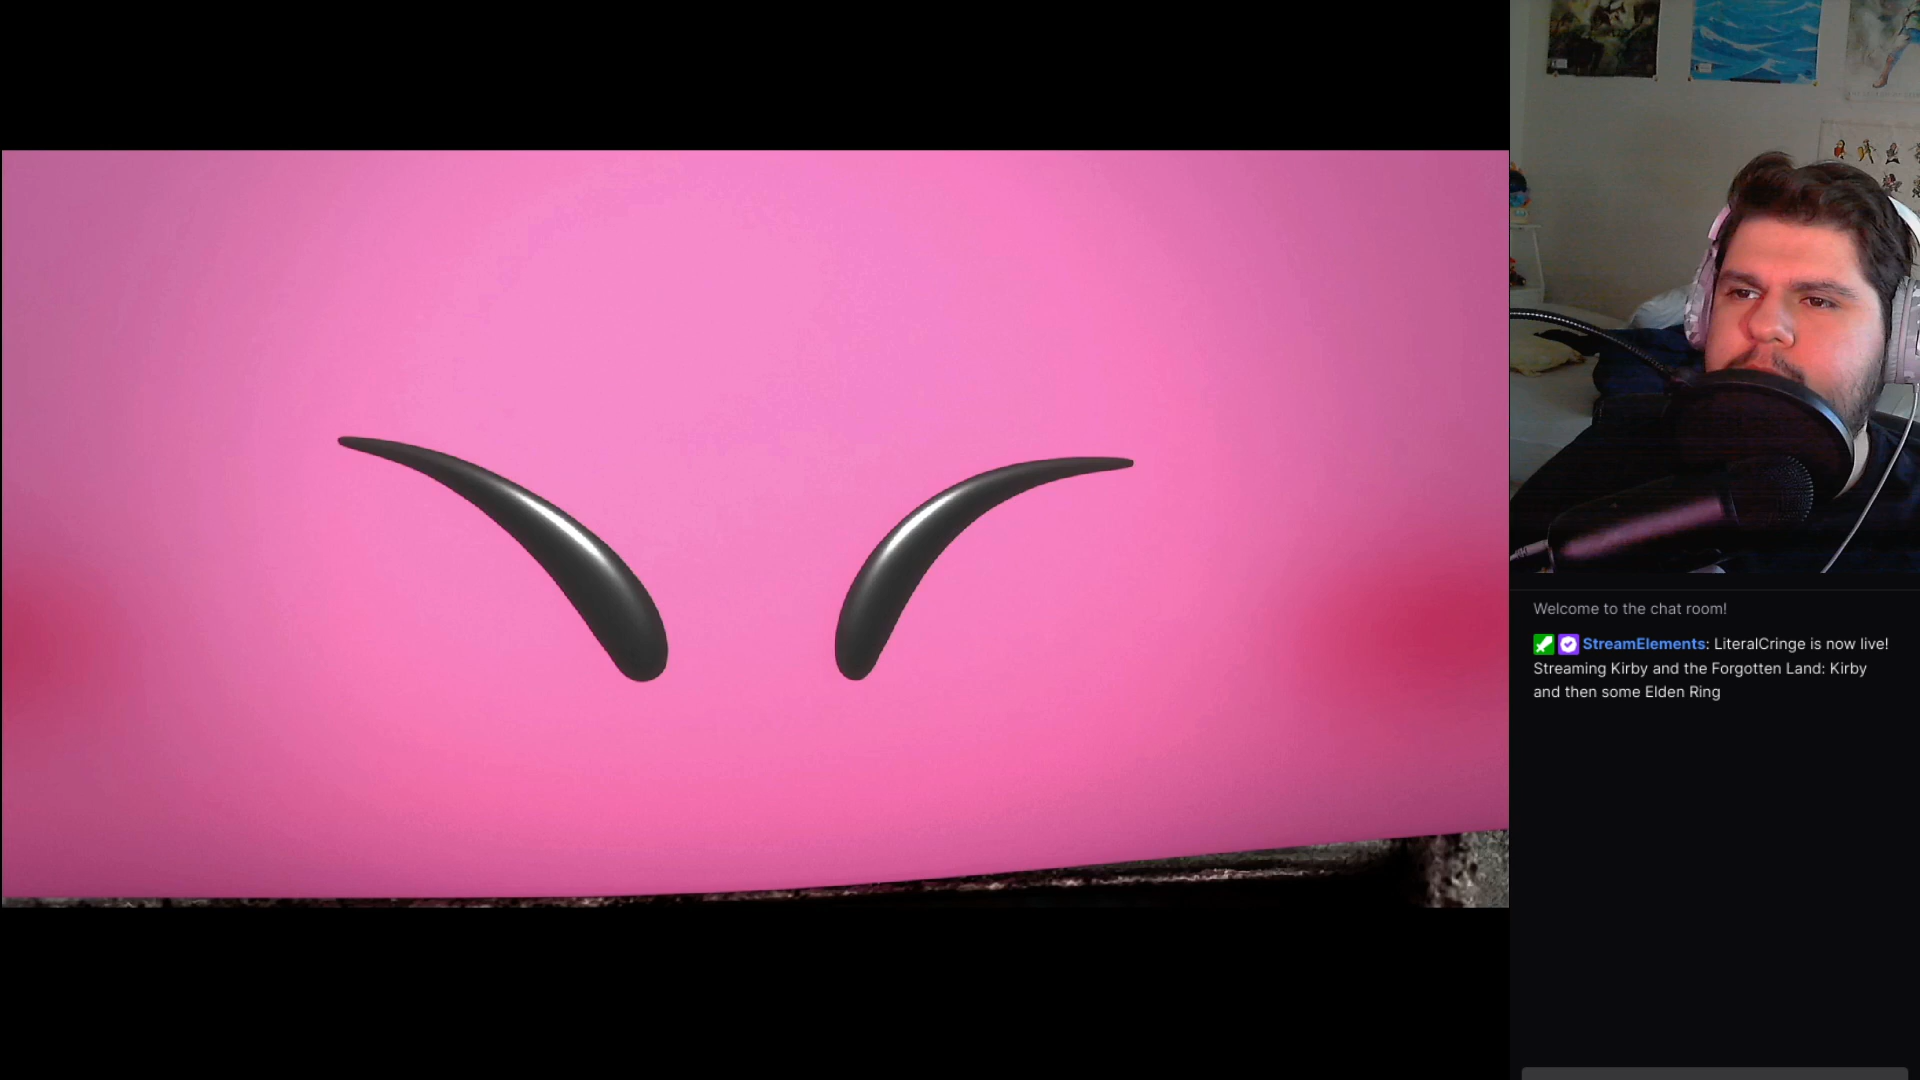 Welcome to the chat room!
StreamElements: LiteralCringe is now live!
Streaming Kirby and the Forgotten Land: Kirby
and then some Elden Ring